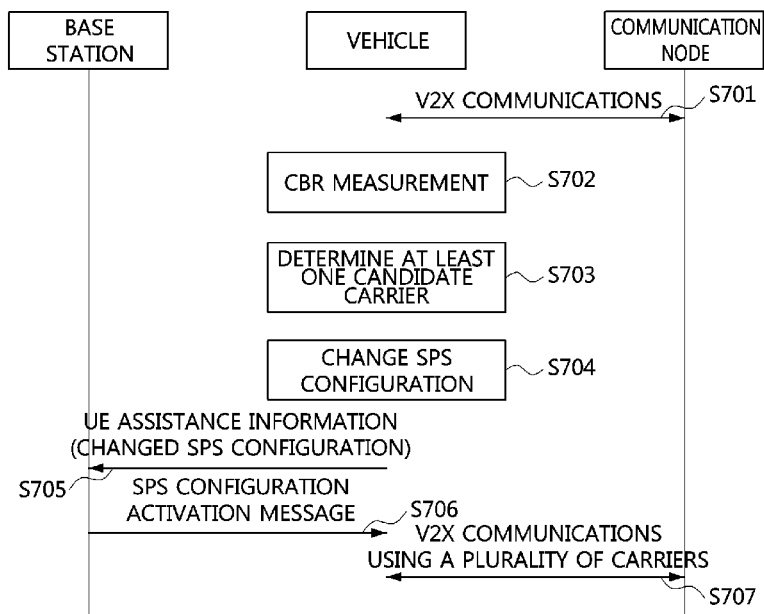 BASE
STATION
VEHICLE
COMMUNICATION
NODE
V2X COMMUNICATIONS
S701
CBR MEASUREMENT
S702
DETERMINE AT LEAST
ONE CANDIDATE
CARRIER
S703
CHANGE SPS
CONFIGURATION
S704
UE ASSISTANCE INFORMATION
(CHANGED SPS CONFIGURATION)
S705
SPS CONFIGURATION
ACTIVATION MESSAGE
S706
V2X COMMUNICATIONS
USING A PLURALITY OF CARRIERS
S707